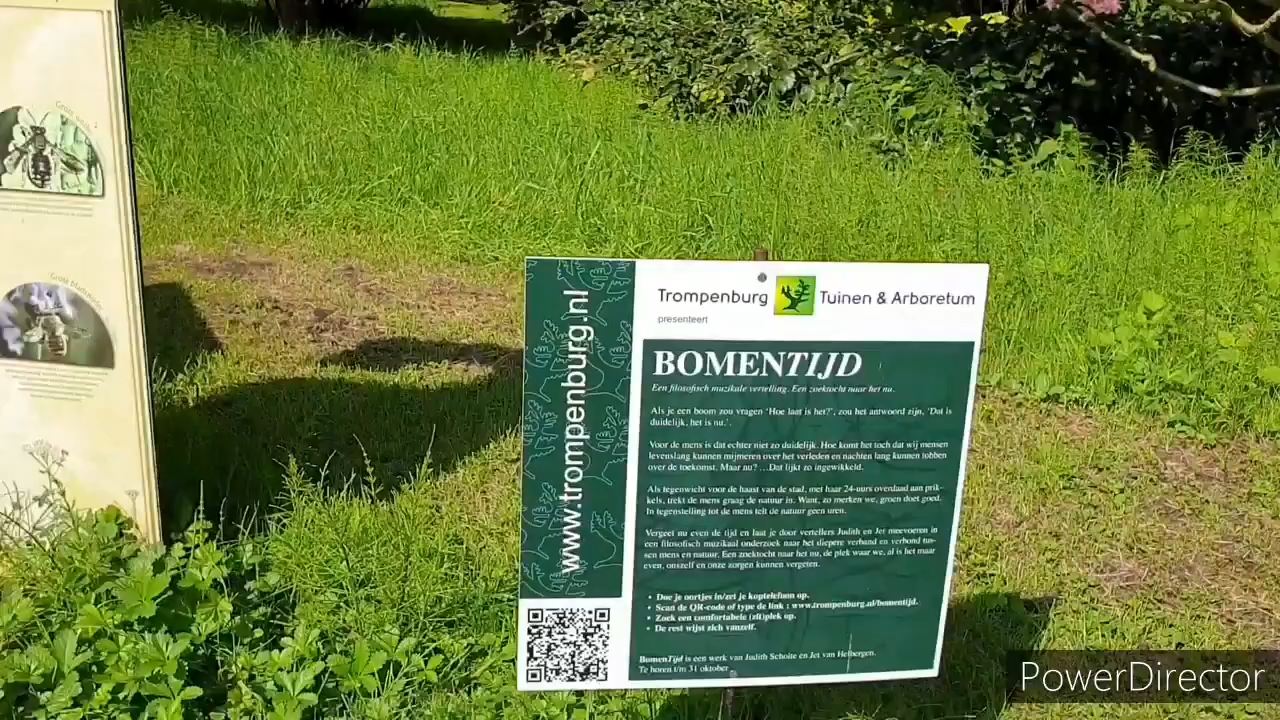 Grote
Grote
www.trompenburg.nl
Trompenburg Tuinen & Arboretum
presenteert
BOMENTIJD
Een filosofisch muzikale vertelling. Een zoektocht naar het nu.
Als je een boom zou vragen 'Hoe laat is het?', zou het antwoord zijn, 'Dat is
duidelijk, het is nu.'.
Voor de mens is dat echter niet zo duidelijk. Hoe komt het toch dat wij mensen
levenslang kunnen mijmeren over het verleden en nachten lang kunnen tobben
over de toekomst. Maar nu? ...Dat lijkt zo ingewikkeld.
Als tegenwicht voor de haast van de stad, met haar 24-uurs overdaad aan prik-
kels, trekt de mens graag de natuur in. Want, zo merken we, groen doet goed.
In tegenstelling tot de mens telt de natuur geen uren.
Vergeet nu even de tijd en laat je door vertellers Judith en Jet meevoeren in
een filosofisch muzikaal onderzoek naar het diepere verband en verbond tus-
sen mens en natuur. Een zoektocht naar het nu, de plek waar we, al is het maar
even, onszelf en onze zorgen kunnen vergeten.
• Doe je oortjes in/zet je koptelefoon op.
• Scan de QR-code of type de link : www.trompenburg.nl/bomentijd.
• Zoek een comfortabele (zit)plek op.
• De rest wijst zich vanzelf.
BomenTijd is een werk van Judith Scholte en Jet van Helbergen.
Te horen t/m 31 oktober
PowerDirector